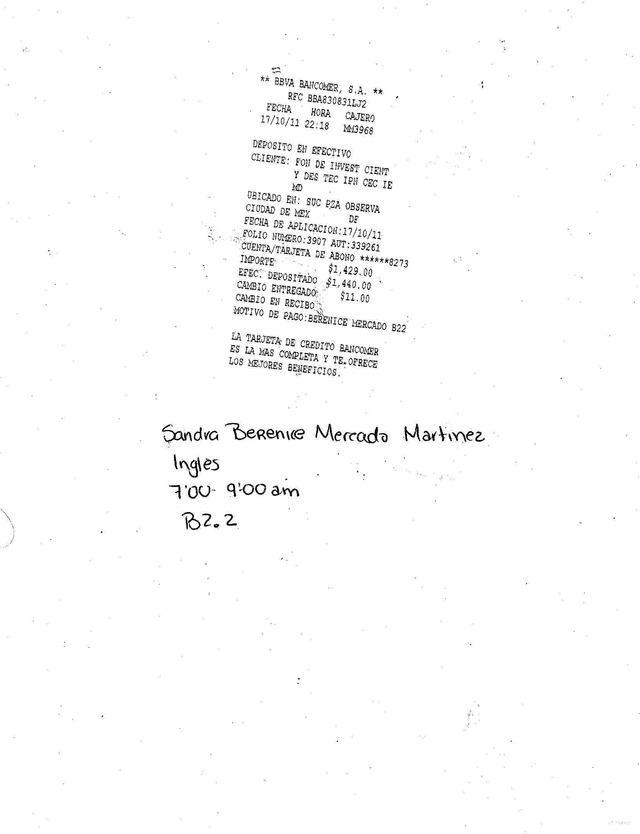 ** BBVA BANCOMER, S.A. **
RFC BBA830831LJ2
FECHA HORA CAJERO
17/10/11 22:18 MM3968
DEPOSITO EN EFECTIVO
CLIENTE: FON DE INVEST CIENT
Y DES TEC IPN CEC IE
MD
UBICADO EN: SUC PZA OBSERVA
CIUDAD DE MEX DF
FECHA DE APLICACION:17/10/11
FOLIO NUMERO:3907 AUT:339261
CUENTA/TARJETA DE ABONO ******8273
IMPORTE $1,429.00
EFEC. DEPOSITADO $1,440.00
CAMBIO ENTREGADO $11.00
CAMBIO EN RECIBO
MOTIVO DE PAGO:BERENICE MERCADO B22
LA TARJETA DE CREDITO BANCOMER
ES LA MAS COMPLETA Y TE OFRECE
LOS MEJORES BENEFICIOS.
Sandra Berenice Mercado Martinez
Ingles
7:00- 9:00 am
B2.2